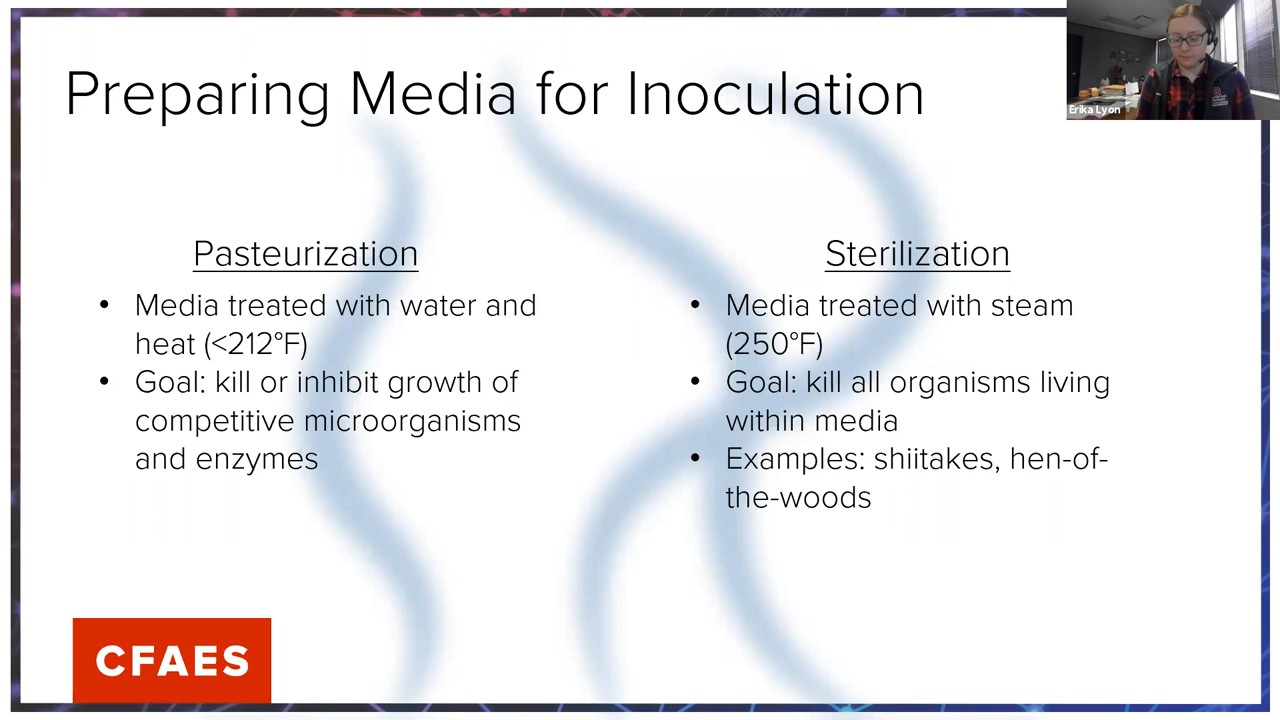 Preparing Media for Inoculation
Erika Lyon
Pasteurization
• Media treated with water and
heat (<212°F)
• Goal: kill or inhibit growth of
competitive microorganisms
and enzymes
Sterilization
• Media treated with steam
(250°F)
• Goal: kill all organisms living
within media
• Examples: shiitakes, hen-of-
the-woods
CFAES